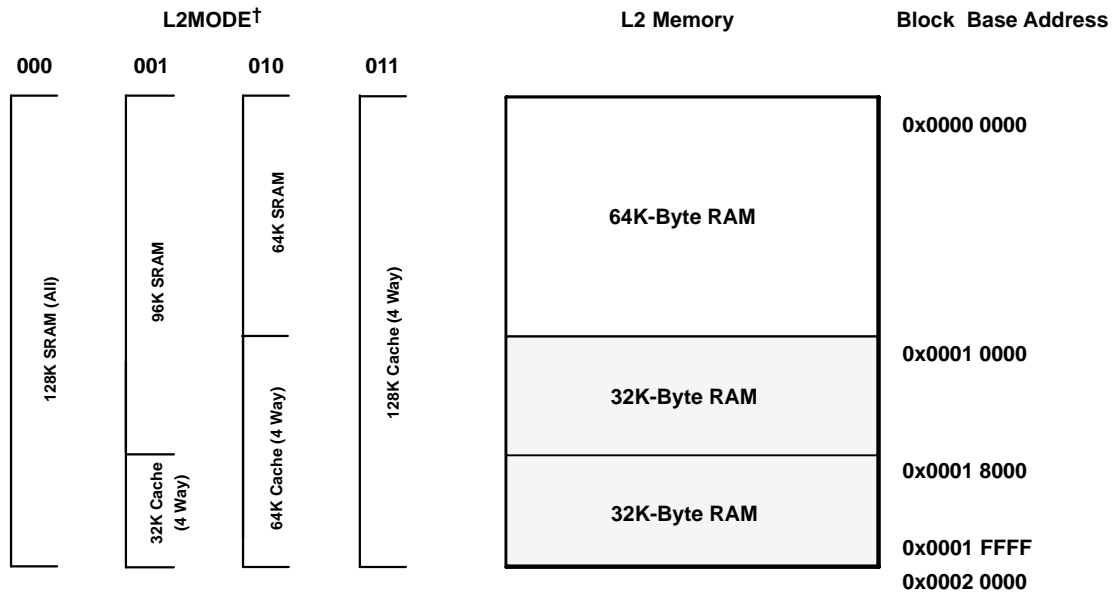 L2MODE†
L2 Memory
Block Base Address
000
001
010
011
128K SRAM (All)
96K SRAM
32K Cache
(4 Way)
64K SRAM
64K Cache (4 Way)
128K Cache (4 Way)
64K-Byte RAM
32K-Byte RAM
32K-Byte RAM
0x0000 0000
0x0001 0000
0x0001 8000
0x0001 FFFF
0x0002 0000